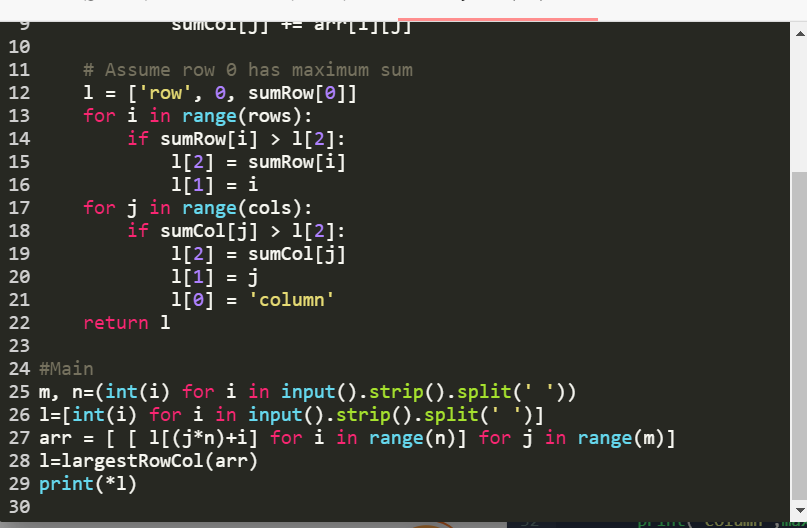 9 sumCol[j] += arr[i][j]
10
11 # Assume row 0 has maximum sum
12 l = ['row', 0, sumRow[0]]
13 for i in range(rows):
14 if sumRow[i] > l[2]:
15 l[2] = sumRow[i]
16 l[1] = i
17 for j in range(cols):
18 if sumCol[j] > l[2]:
19 l[2] = sumCol[j]
20 l[1] = j
21 l[0] = 'column'
22 return l
23
24 #Main
25 m, n=(int(i) for i in input().strip().split(' '))
26 l=[int(i) for i in input().strip().split(' ')]
27 arr = [ [ l[(j*n)+i] for i in range(n)] for j in range(m)]
28 l=largestRowCol(arr)
29 print(*l)
30